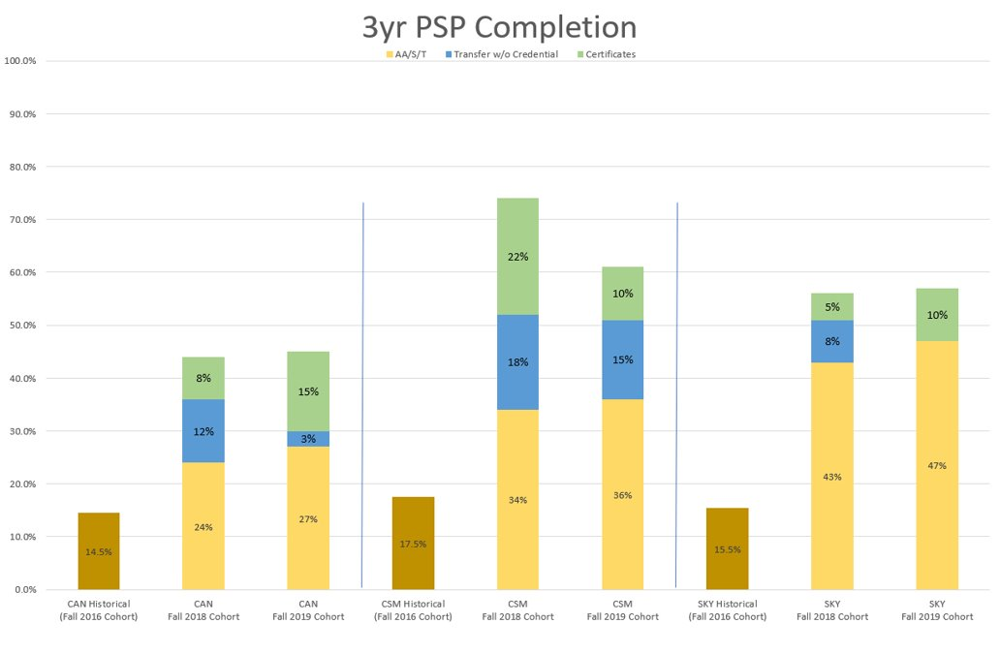 3yr PSP Completion
AA/S/T Transfer w/o Credential Certificates
100.0%
90.0%
80.0%
70.0%
60.0%
50.0%
40.0%
30.0%
20.0%
10.0%
0.0%
14.5%
24%
12%
8%
27%
3%
15%
17.5%
34%
18%
22%
36%
15%
10%
15.5%
43%
8%
5%
47%
10%
CAN Historical
(Fall 2016 Cohort)
CAN
Fall 2018 Cohort
CAN
Fall 2019 Cohort
CSM Historical
(Fall 2016 Cohort)
CSM
Fall 2018 Cohort
CSM
Fall 2019 Cohort
SKY Historical
(Fall 2016 Cohort)
SKY
Fall 2018 Cohort
SKY
Fall 2019 Cohort